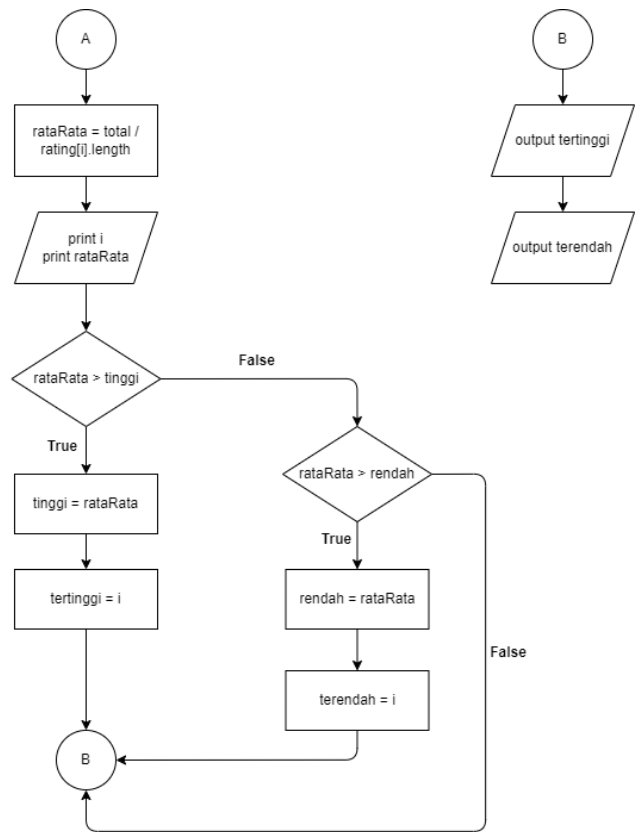 A
rataRata = total /
rating[i].length
print i
print rataRata
rataRata > tinggi
False
True
tinggi = rataRata
tertinggi = i
rataRata > rendah
True
False
rendah = rataRata
terendah = i
B
B
output tertinggi
output terendah